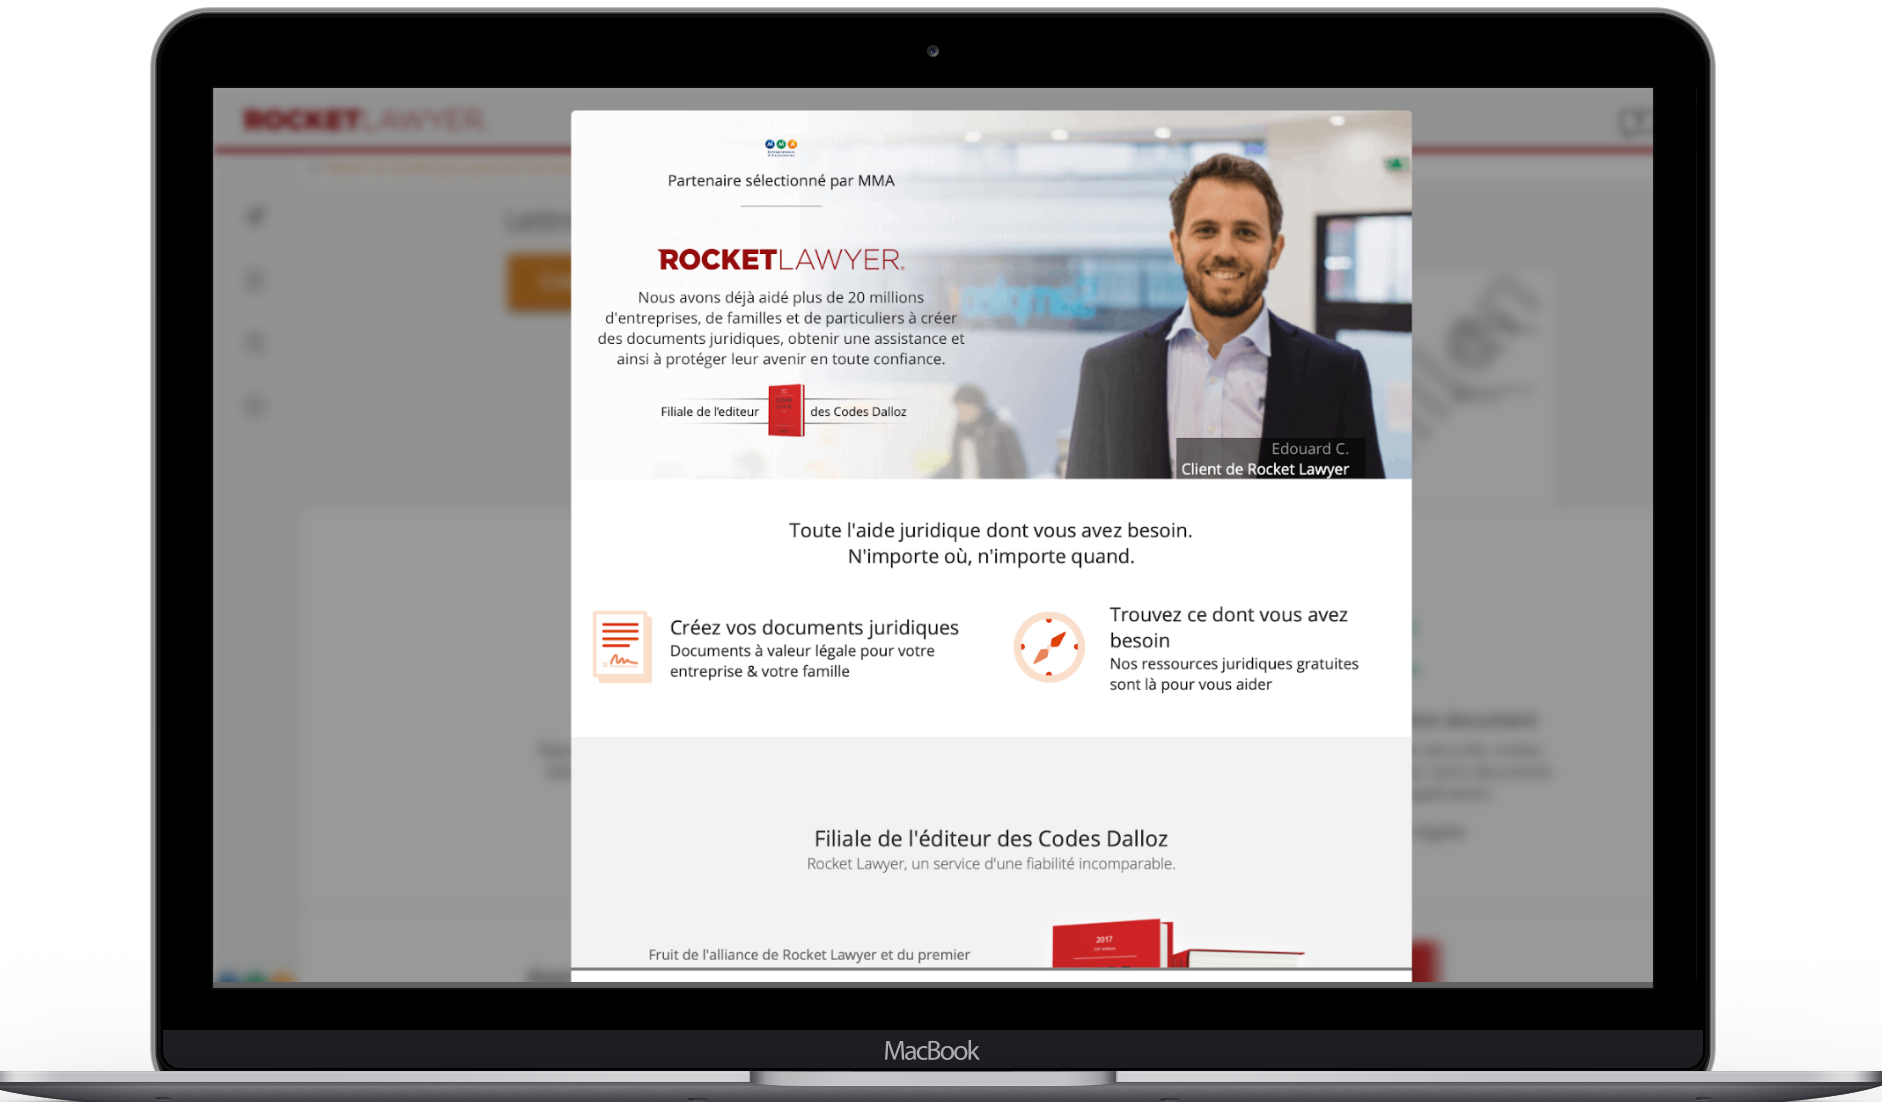 ROCKETLAWYER
Partenaire sélectionné par MMA
ROCKETLAWYER.
Nous avons déjà aidé plus de 20 millions
d'entreprises, de familles et de particuliers à créer
des documents juridiques, obtenir une assistance et
ainsi à protéger leur avenir en toute confiance.
Filiale de l'editeur des Codes Dalloz
Edouard C.
Client de Rocket Lawyer
Toute l'aide juridique dont vous avez besoin.
N'importe où, n'importe quand.
Créez vos documents juridiques
Documents à valeur légale pour votre
entreprise & votre famille
Trouvez ce dont vous avez
besoin
Nos ressources juridiques gratuites
sont là pour vous aider
Filiale de l'éditeur des Codes Dalloz
Rocket Lawyer, un service d'une fiabilité incomparable.
Fruit de l'alliance de Rocket Lawyer et du premier
2017
MacBook